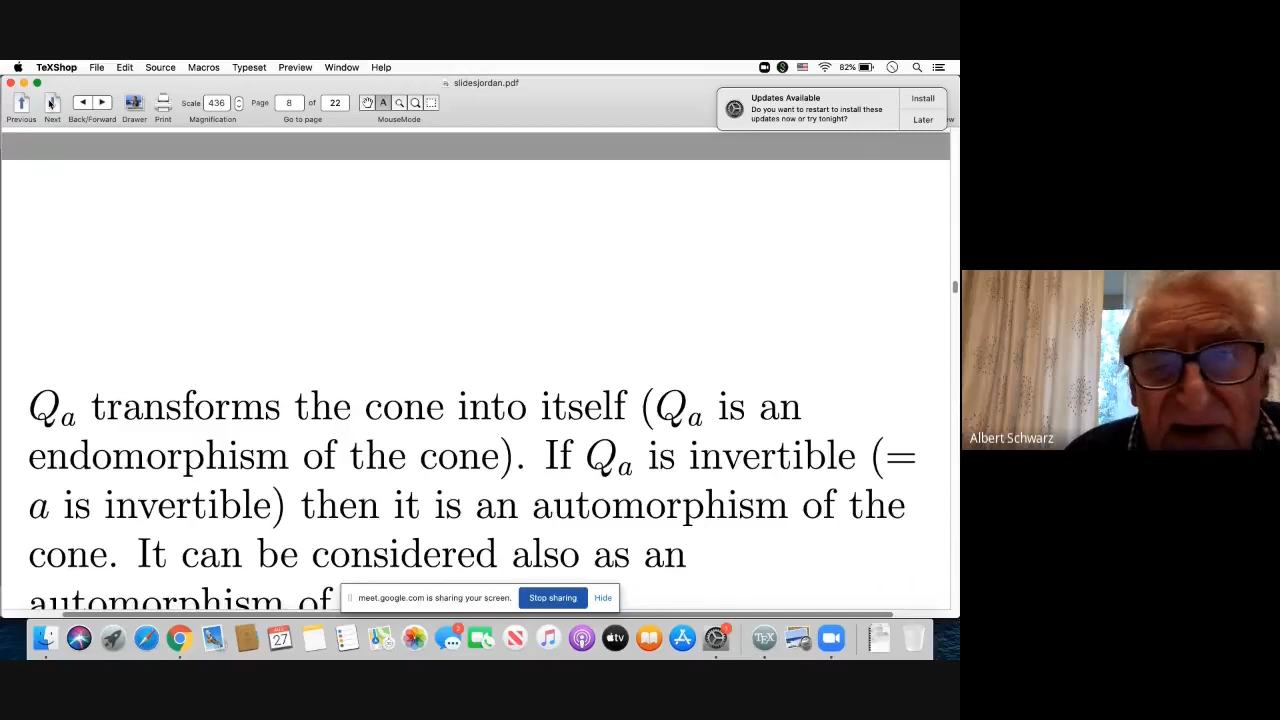 TeXShop File Edit Source Macros Typeset Preview Window Help 82%
slidesjordan.pdf
Scale 436 Page 8 of 22
Previous Next Back/Forward Drawer Print Magnification Go to page MouseMode
Updates Available
Do you want to restart to install these
updates now or try tonight?
Install
Later
Q_a transforms the cone into itself (Q_a is an
endomorphism of the cone). If Q_a is invertible (=
a is invertible) then it is an automorphism of the
cone. It can be considered also as an
automorphism of
meet.google.com is sharing your screen. Stop sharing Hide
Albert Schwarz
27
tv
TEX